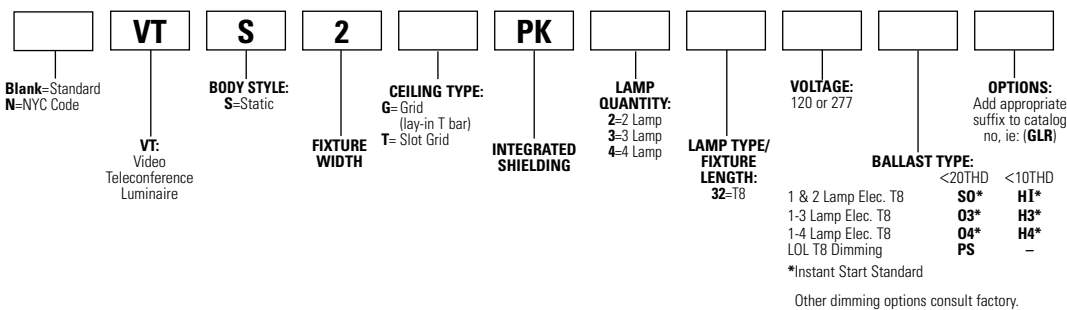 VT S 2 PK
Blank=Standard
N=NYC Code
VT:
Video
Teleconference
Luminaire
BODY STYLE:
S=Static
FIXTURE
WIDTH
CEILING TYPE:
G= Grid
(lay-in T bar)
T= Slot Grid
INTEGRATED
SHIELDING
LAMP
QUANTITY:
2=2 Lamp
3=3 Lamp
4=4 Lamp
LAMP TYPE/
FIXTURE
LENGTH:
32=T8
VOLTAGE:
120 or 277
BALLAST TYPE:
<20THD <10THD
1 & 2 Lamp Elec. T8 SO* HI*
1-3 Lamp Elec. T8 O3* H3*
1-4 Lamp Elec. T8 O4* H4*
LOL T8 Dimming PS –
*Instant Start Standard
Other dimming options consult factory.
OPTIONS:
Add appropriate
suffix to catalog
no, ie: (GLR)